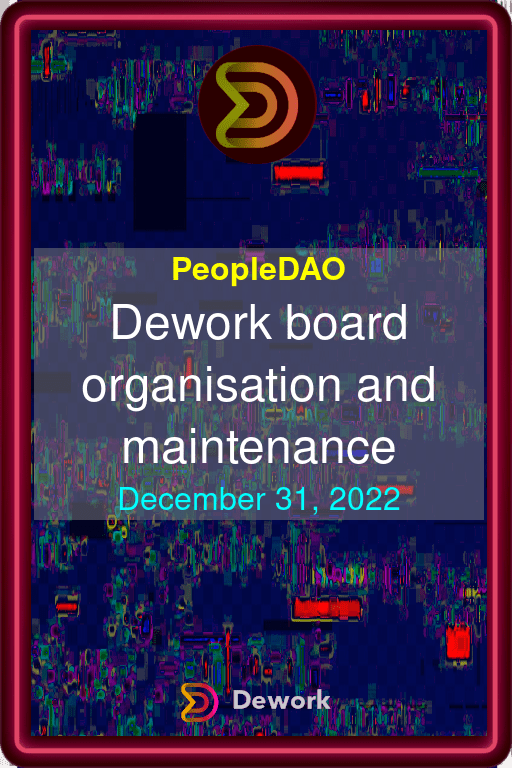 PeopleDAO
Dework board
organisation and
maintenance
December 31, 2022
Dework